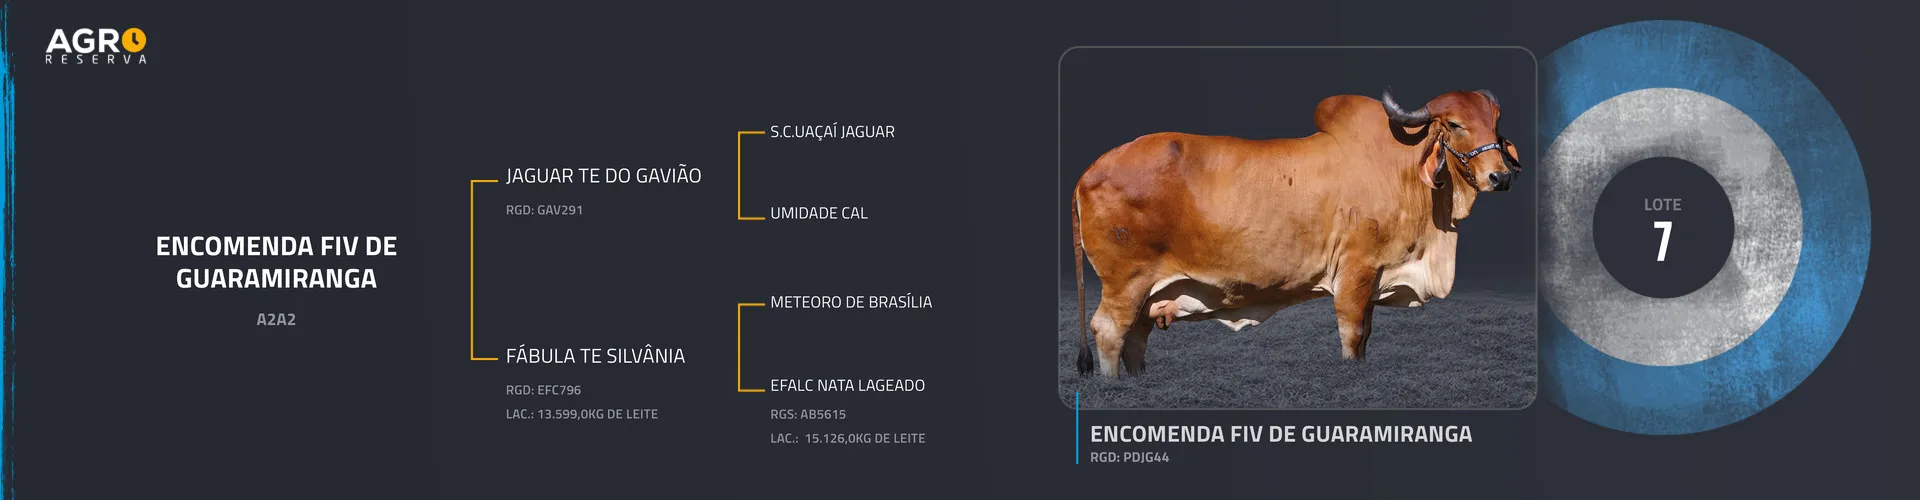 AGRO
RESERVA
ENCOMENDA FIV DE
GUARAMIRANGA
A2A2
JAGUAR TE DO GAVIÃO
RGD: GAV291
FÁBULA TE SILVÂNIA
RGD: EFC796
LAC.: 13.599,0KG DE LEITE
S.C.UAÇAÍ JAGUAR
UMIDADE CAL
METEORO DE BRASÍLIA
EFALC NATA LAGEADO
RGS: AB5615
LAC.: 15.126,0KG DE LEITE
ENCOMENDA FIV DE GUARAMIRANGA
RGD: PDJG44
LOTE
7